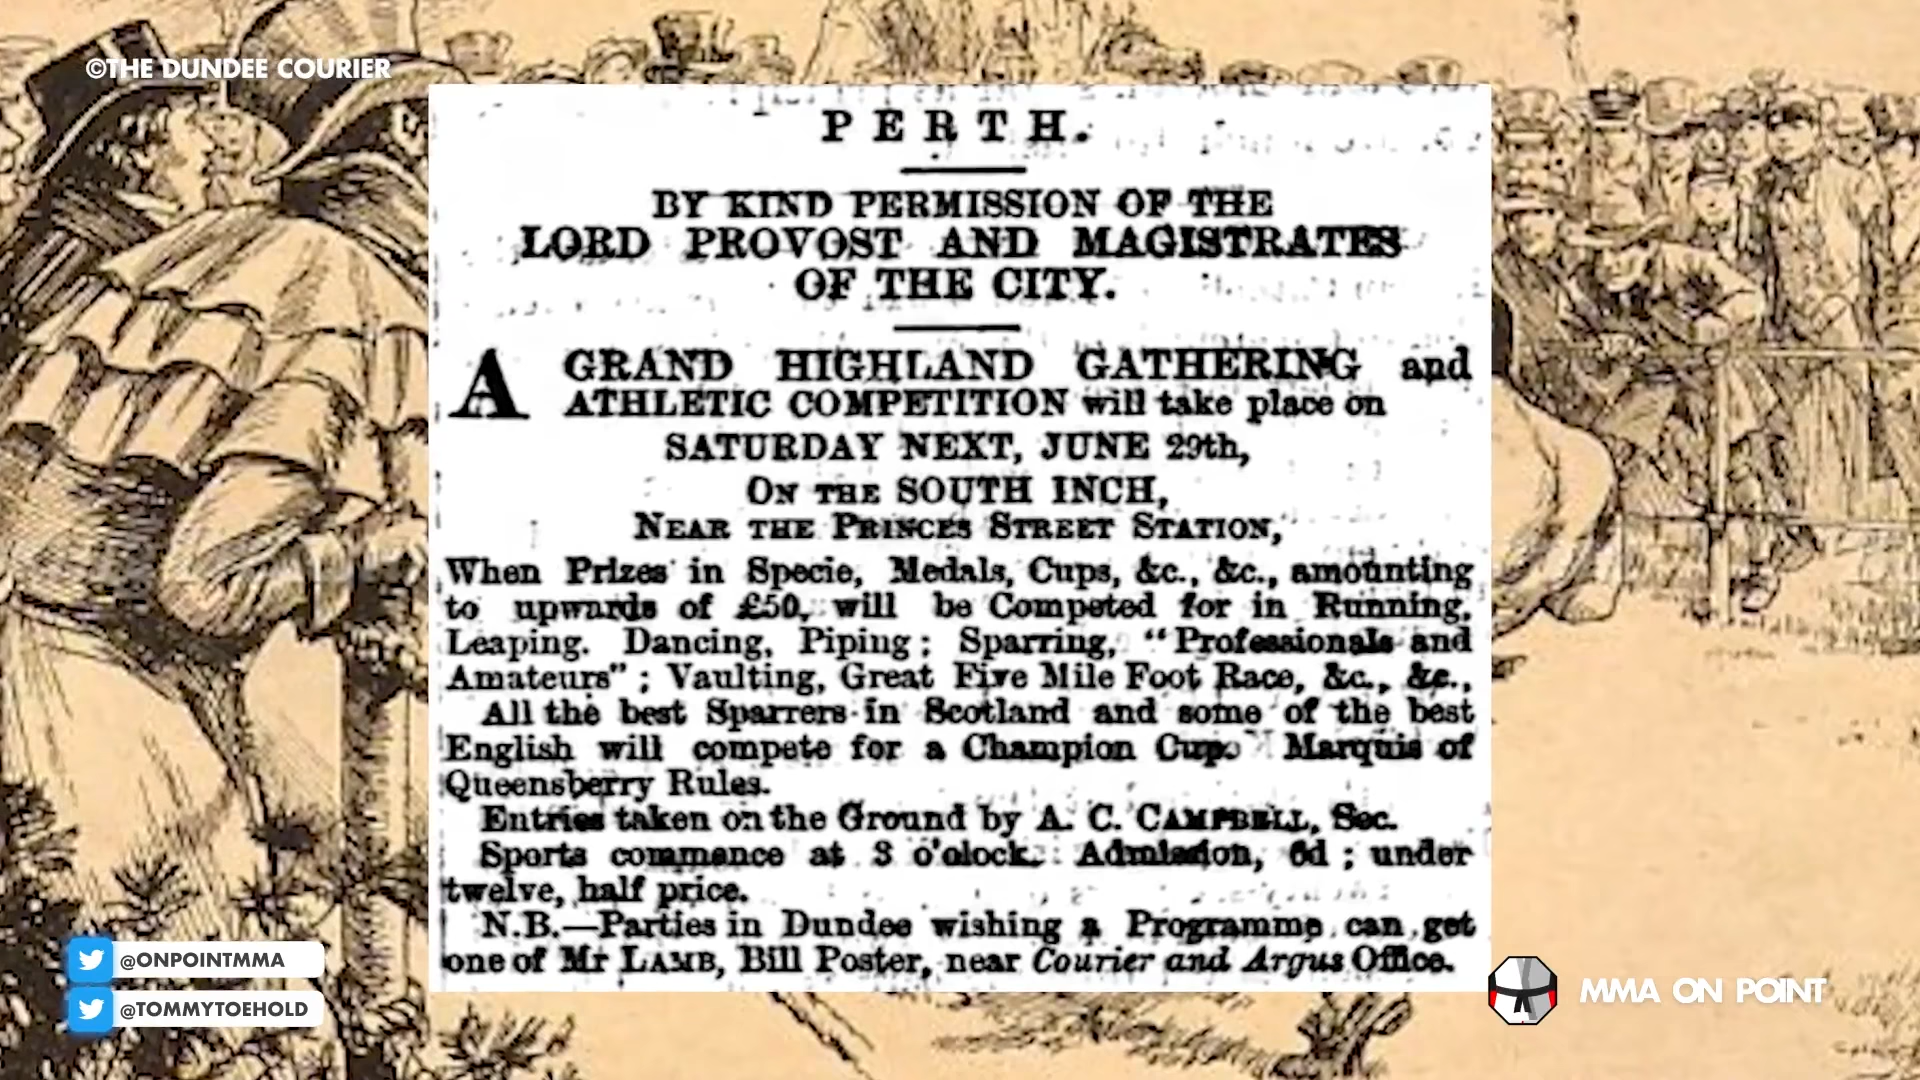 ©THE DUNDEE COURIER
PERTH.
BY KIND PERMISSION OF THE
LORD PROVOST AND MAGISTRATES
OF THE CITY.
A GRAND HIGHLAND GATHERING and
ATHLETIC COMPETITION will take place on
SATURDAY NEXT, JUNE 29th,
ON THE SOUTH INCH,
NEAR THE PRINCES STREET STATION,
When Prizes in Specie, Medals, Cups, &c., &c., amounting
to upwards of £50, will be Competed for in Running,
Leaping. Dancing, Piping; Sparring, "Professionals and
Amateurs"; Vaulting, Great Five Mile Foot Race, &c., &c.,
All the best Sparrers in Scotland and some of the best
English will compete for a Champion Cup. Marquis of
Queensberry Rules.
Entries taken on the Ground by A. C. CAMPBELL, Sec.
Sports commence at 3 o'clock. Admission, 6d; under
twelve, half price.
N.B.—Parties in Dundee wishing a Programme can get
one of Mr LAMB, Bill Poster, near Courier and Argus Office.
@ONPOINTMMA
@TOMMYTOEHOLD
MMA ON POINT